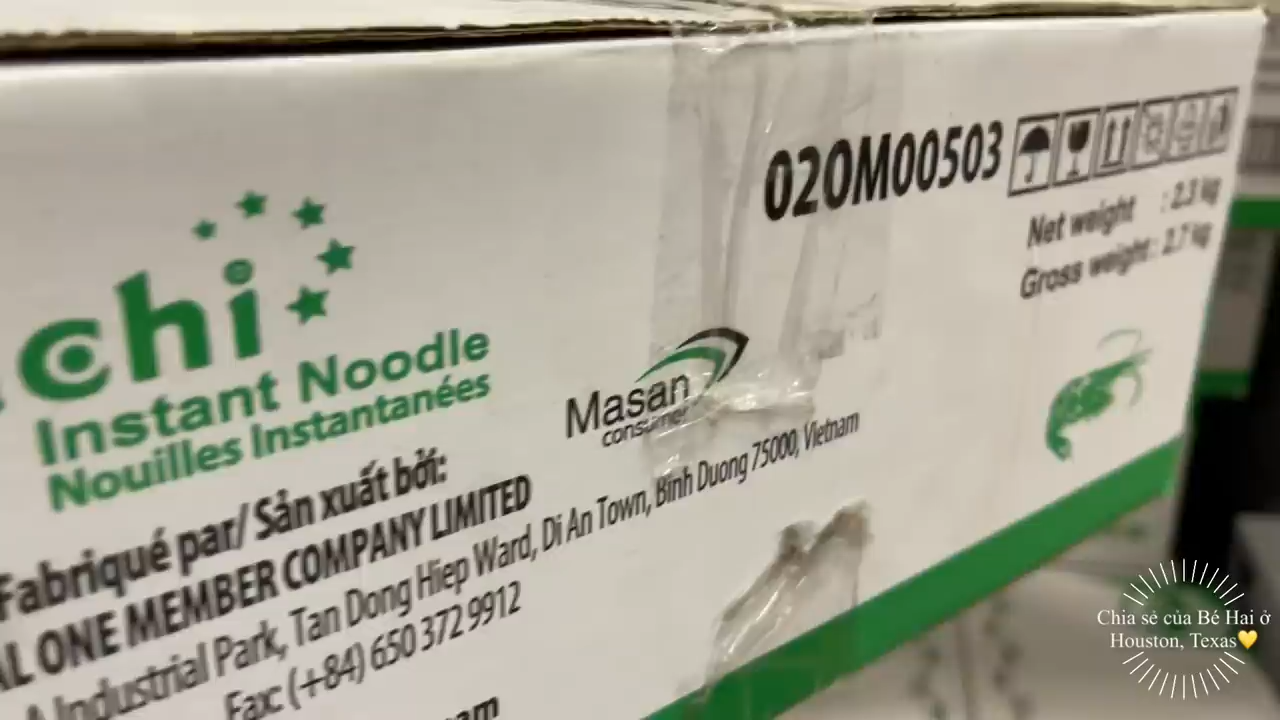 chi
Instant Noodle
Nouilles Instantanées
Fabriqué par/ Sản xuất bởi:
AL ONE MEMBER COMPANY LIMITED
A Industrial Park, Tan Dong Hiep Ward, Di An Town, Binh Duong 75000, Vietnam
Fax: (+84) 650 372 9912
Masan
consumer
02OM00503
Net weight : 2.3 kg
Gross weight : 2.7 kg
Chia sẻ của Bé Hai ở
Houston, Texas💛